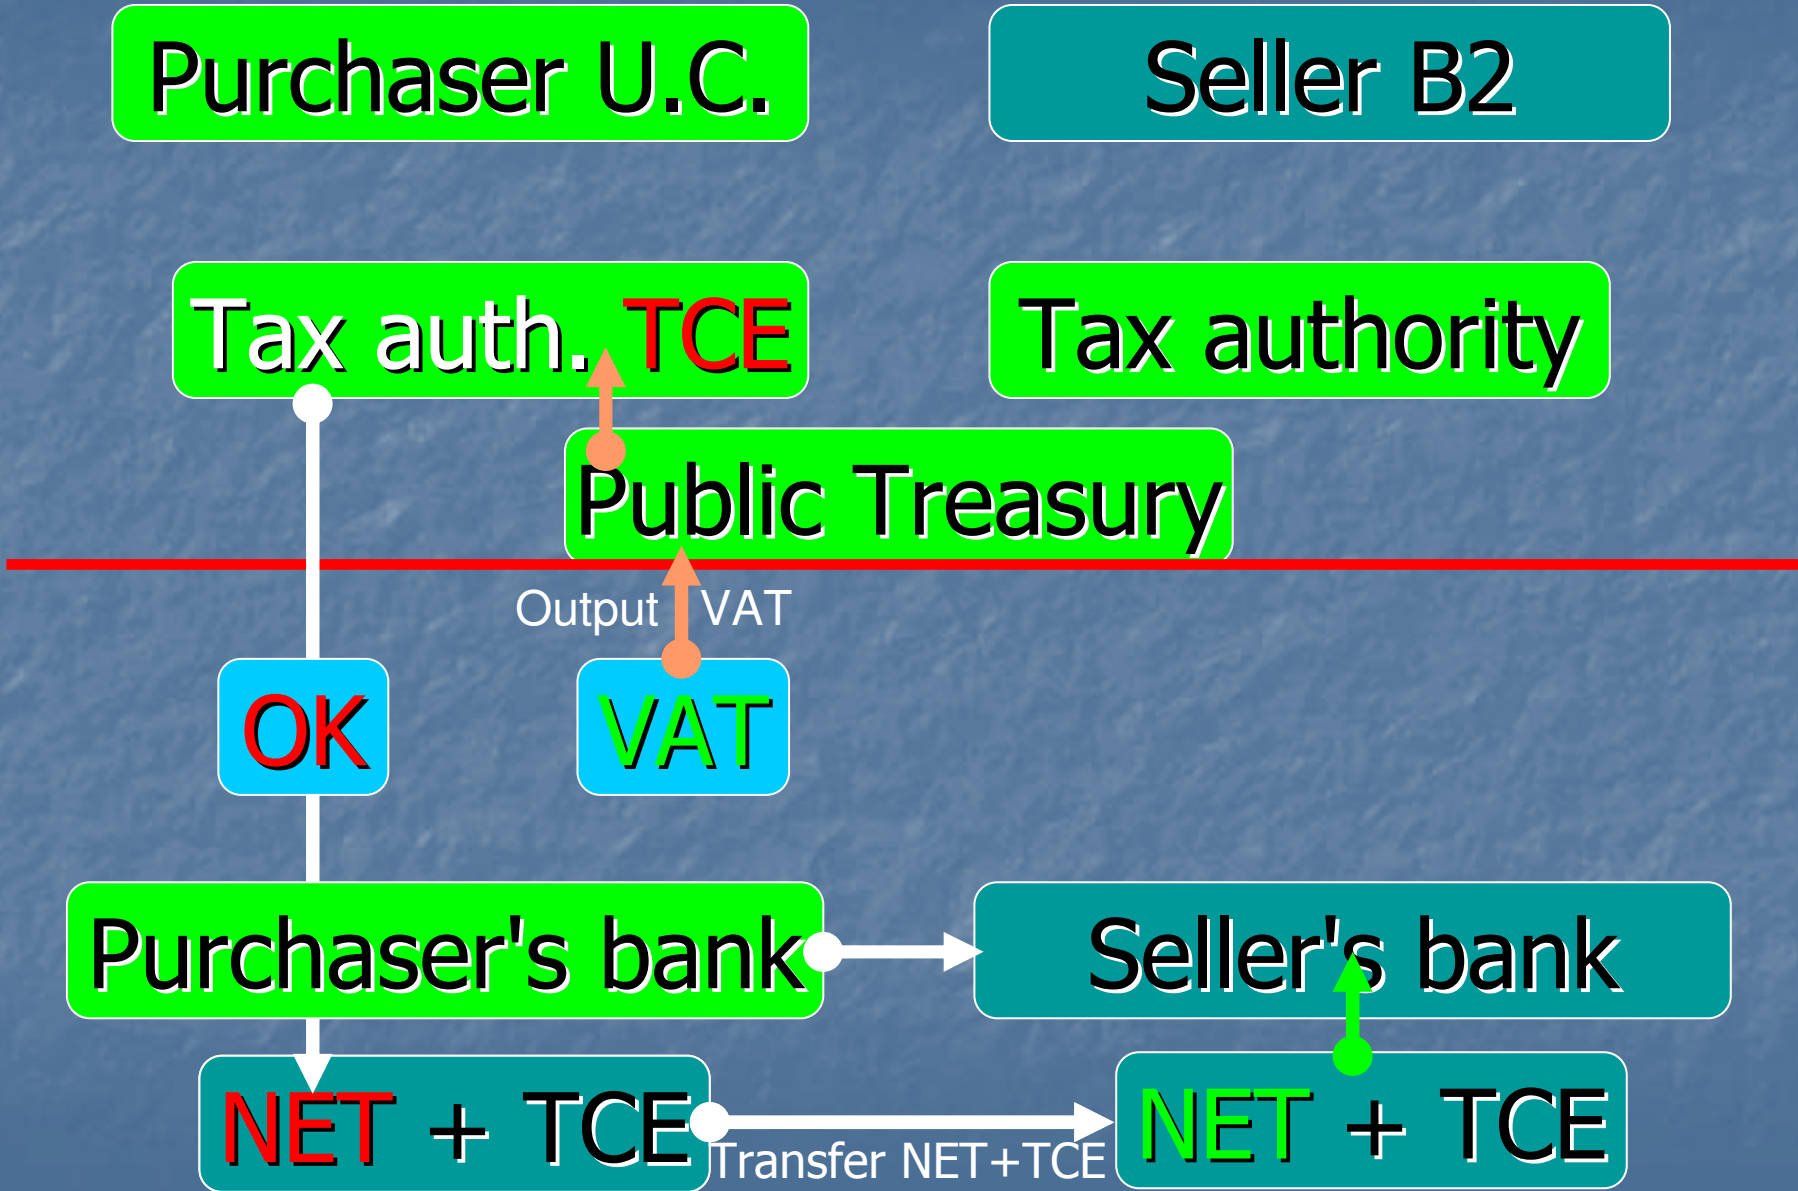 Purchaser U.C.
Seller B2
Tax auth. TCE
Tax authority
Public Treasury
Output VAT
OK
VAT
Purchaser's bank
Seller's bank
NET + TCE
Transfer NET+TCE
NET + TCE